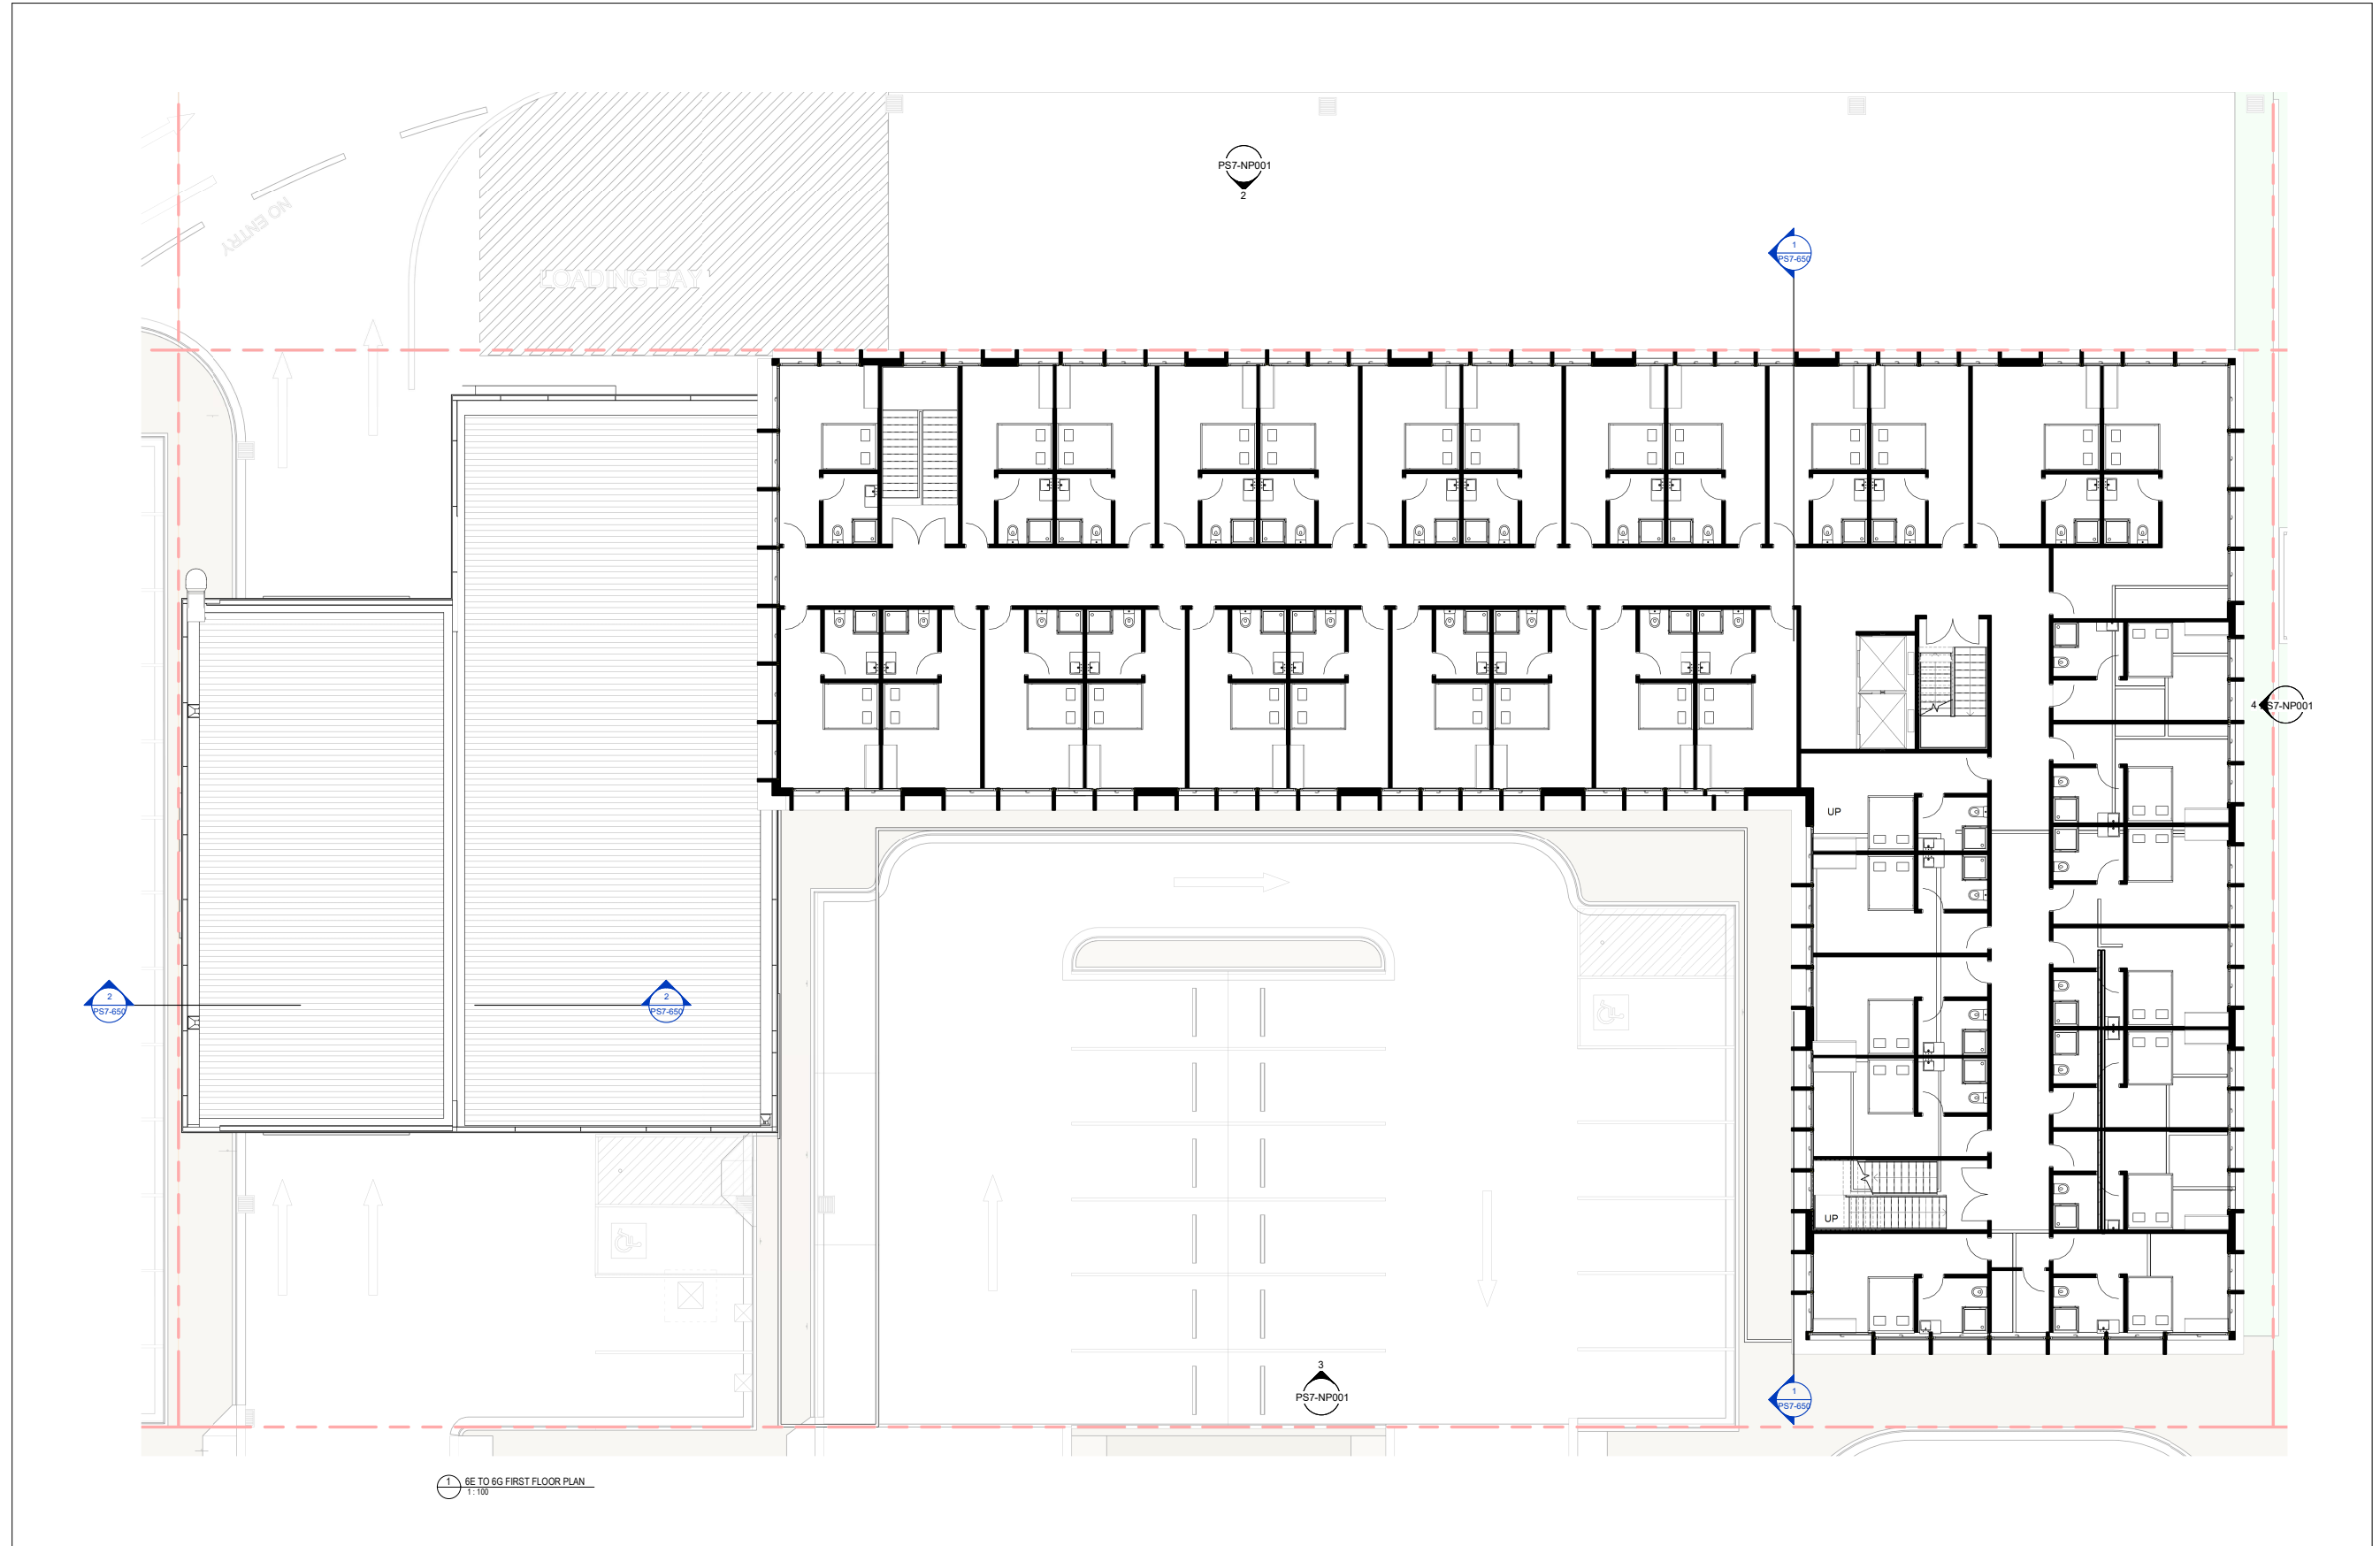 NO ENTRY
PS7-NP001
2
LOADING BAY
1
PS7-650
4 PS7-NP001
UP
2
PS7-650
2
PS7-650
UP
3
PS7-NP001
1
PS7-650
1 6E TO 6G FIRST FLOOR PLAN
1 : 100